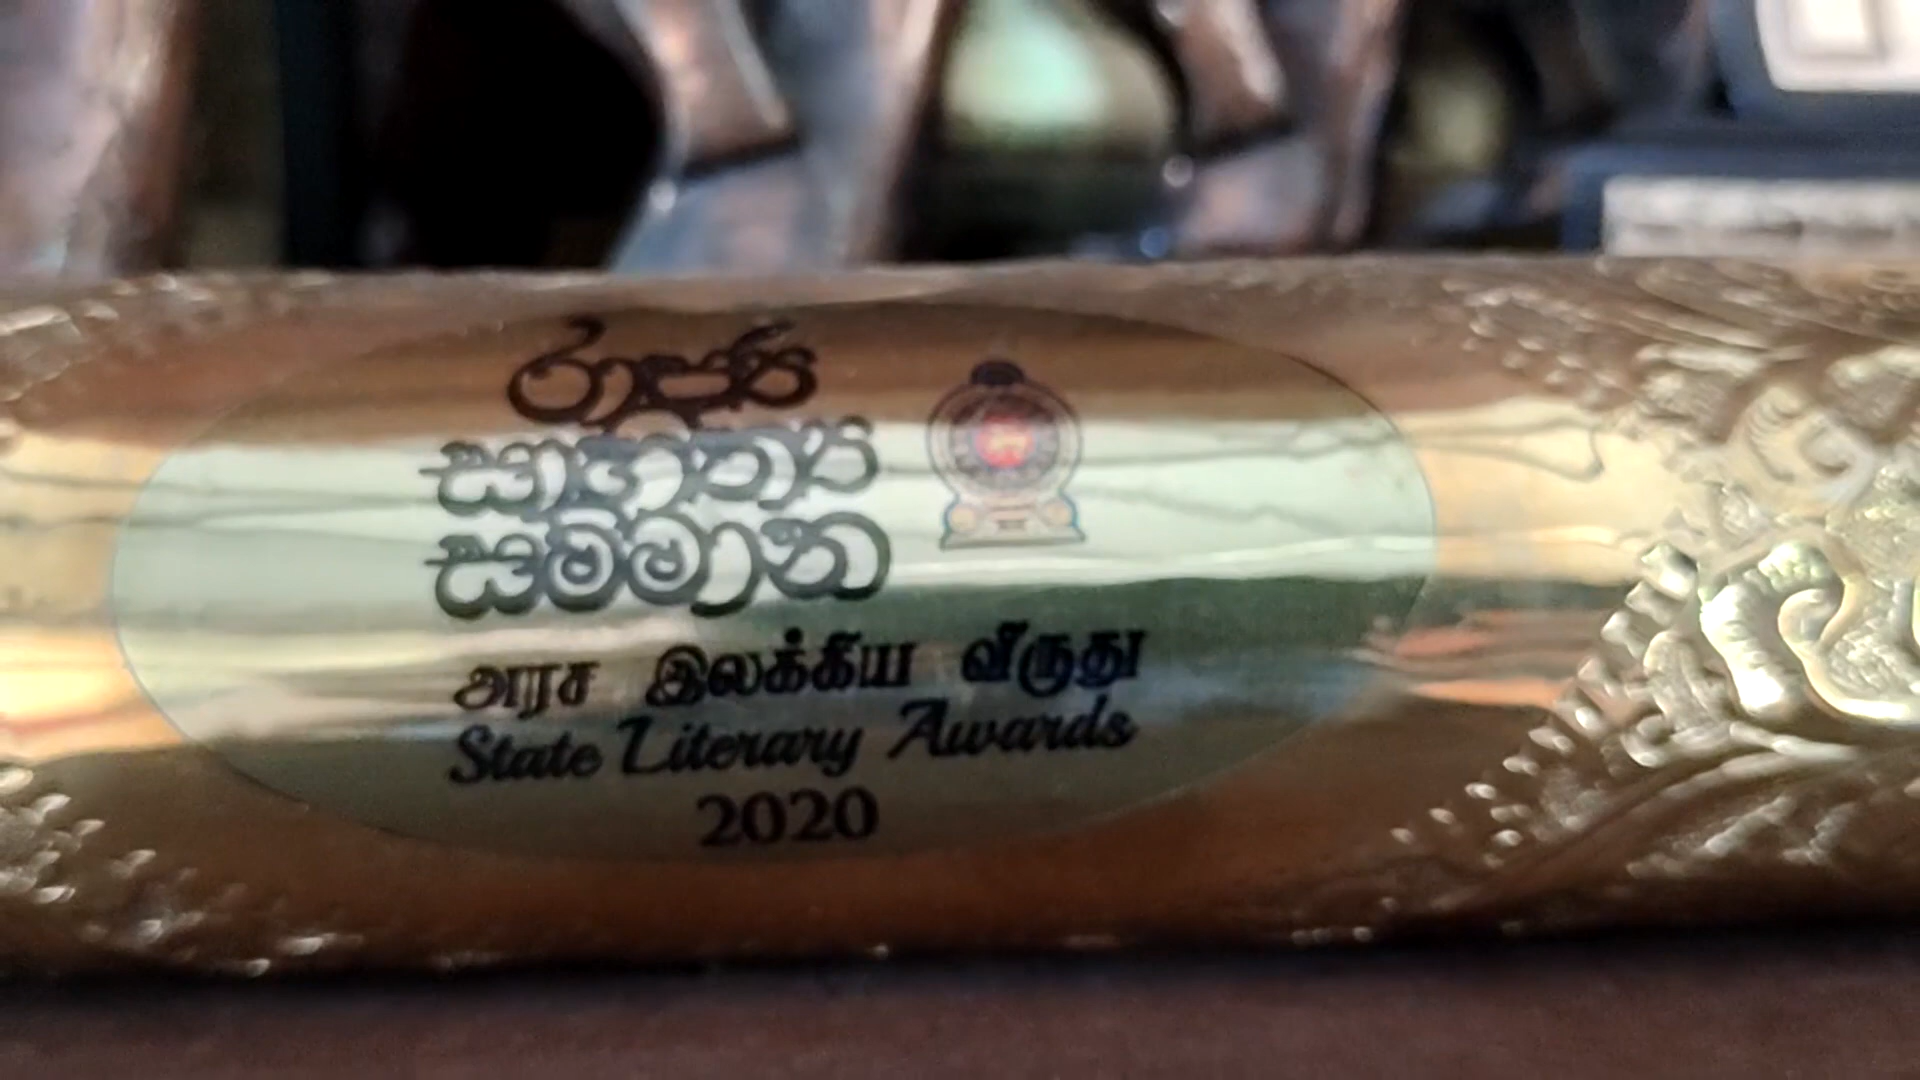 රාජ්‍ය
සාහිත්‍ය
සම්මාන
அரச இலக்கிய விருது
State Literary Awards
2020